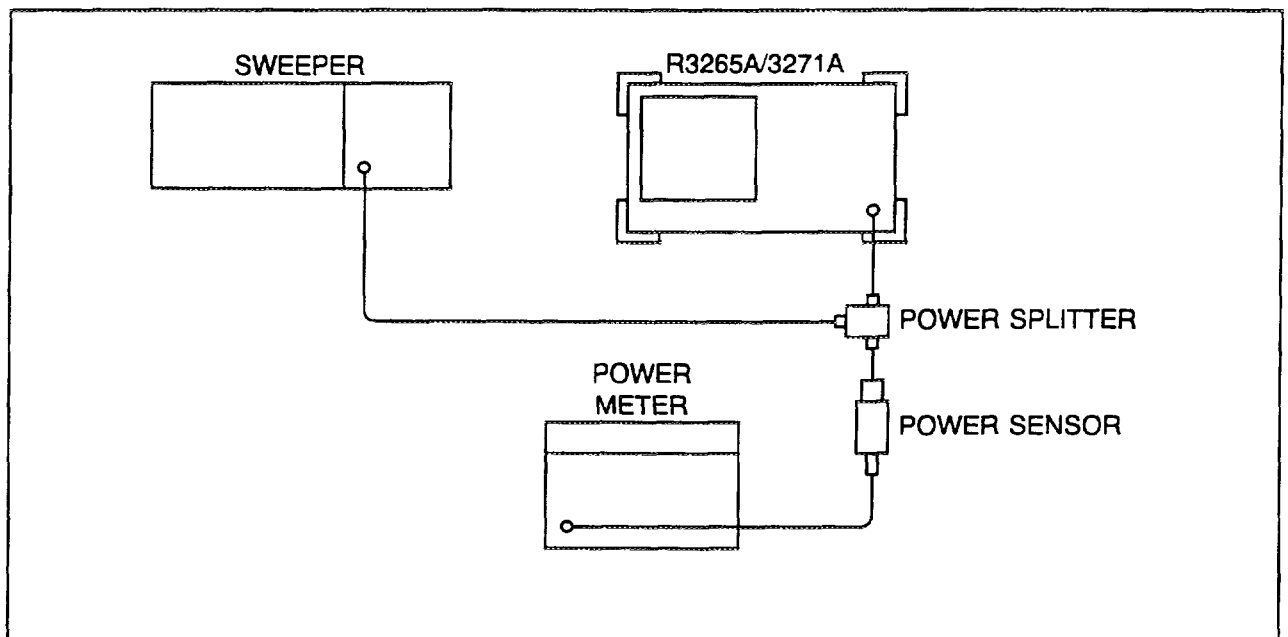 SWEEPER
R3265A/3271A
POWER SPLITTER
POWER
METER
POWER SENSOR